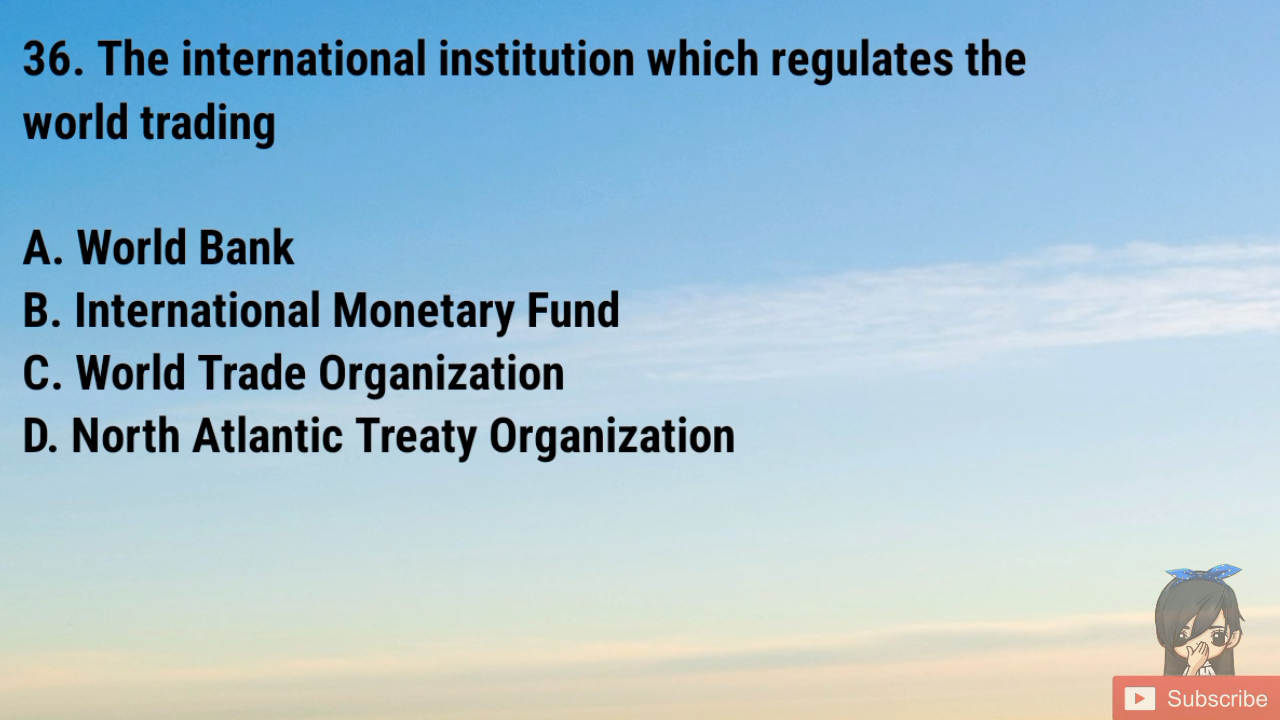 36. The international institution which regulates the
world trading
A. World Bank
B. International Monetary Fund
C. World Trade Organization
D. North Atlantic Treaty Organization
Subscribe